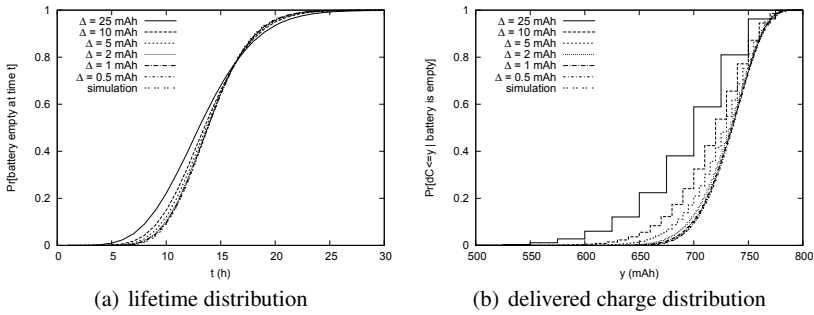 Pr[battery empty at time t]
1
0.8
0.6
0.4
0.2
0
0 5 10 15 20 25 30
t (h)
Δ = 25 mAh
Δ = 10 mAh
Δ = 5 mAh
Δ = 2 mAh
Δ = 1 mAh
Δ = 0.5 mAh
simulation
(a) lifetime distribution
Pr[dC <=y | battery is empty]
1
0.8
0.6
0.4
0.2
0
500 550 600 650 700 750 800
y (mAh)
Δ = 25 mAh
Δ = 10 mAh
Δ = 5 mAh
Δ = 2 mAh
Δ = 1 mAh
Δ = 0.5 mAh
simulation
(b) delivered charge distribution